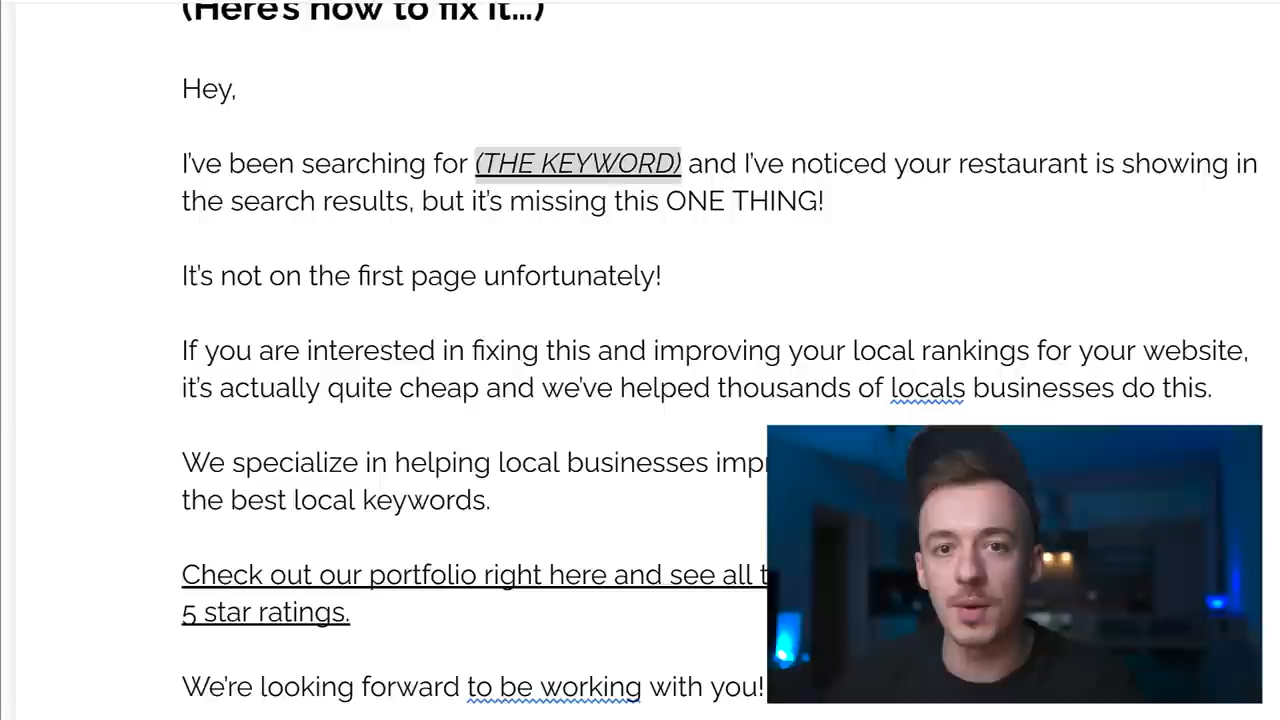 (Here's how to fix it...)
Hey,
I've been searching for (THE KEYWORD) and I've noticed your restaurant is showing in
the search results, but it's missing this ONE THING!
It's not on the first page unfortunately!
If you are interested in fixing this and improving your local rankings for your website,
it's actually quite cheap and we've helped thousands of locals businesses do this.
We specialize in helping local businesses
the best local keywords.
Check out our portfolio right here and see all
5 star ratings.
We're looking forward to be working with you!